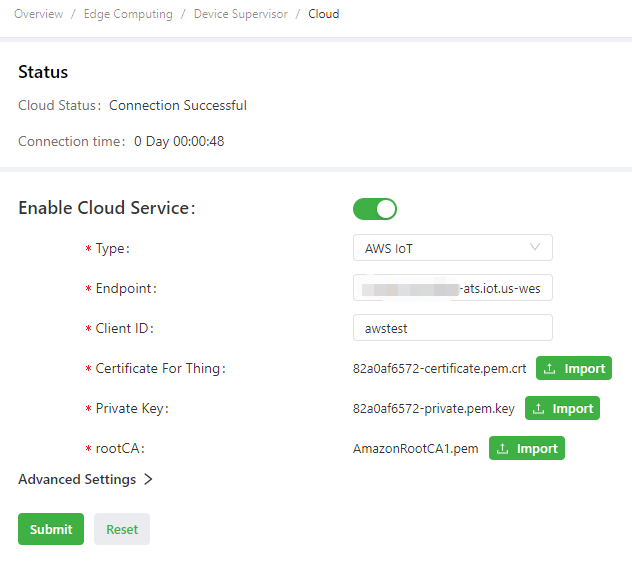 Overview / Edge Computing / Device Supervisor / Cloud
Status
Cloud Status: Connection Successful
Connection time: 0 Day 00:00:48
Enable Cloud Service:
* Type: AWS IoT
* Endpoint: -ats.iot.us-wes
* Client ID: awstest
* Certificate For Thing: 82a0af6572-certificate.pem.crt Import
* Private Key: 82a0af6572-private.pem.key Import
* rootCA: AmazonRootCA1.pem Import
Advanced Settings >
Submit Reset